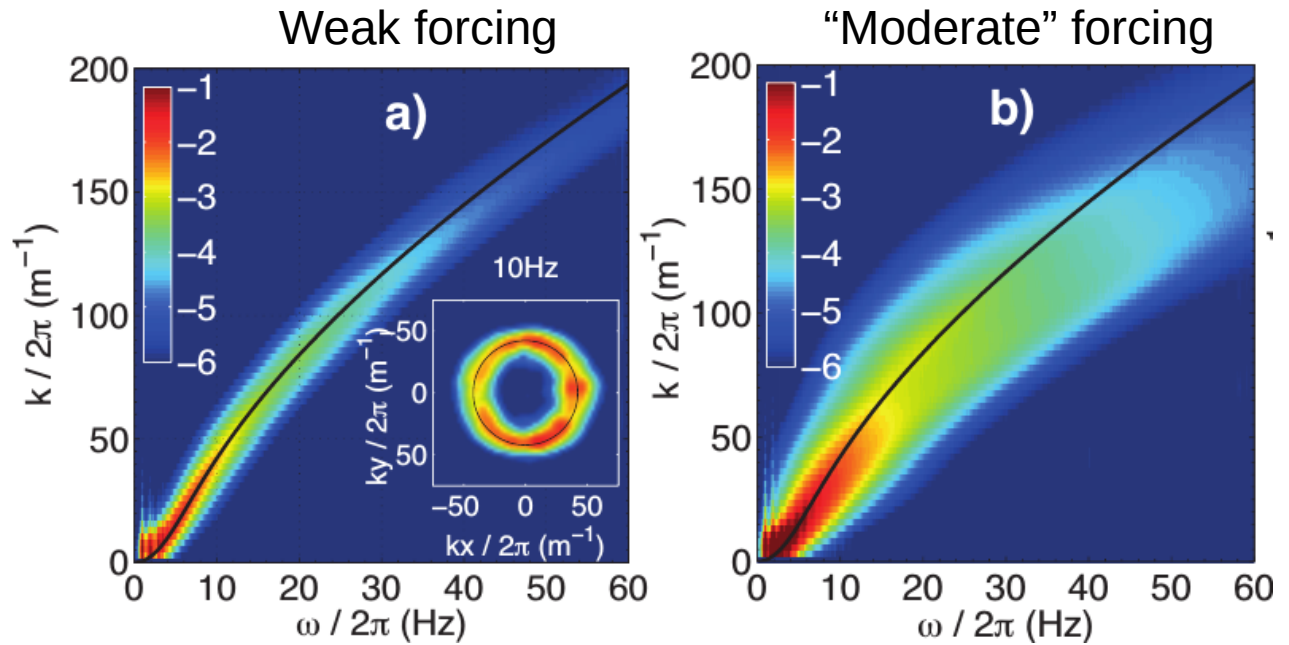 Weak forcing
“Moderate” forcing
a)
200
150
100
50
0
k / 2π (m⁻¹)
−1
−2
−3
−4
−5
−6
10Hz
−50
0
50
ky / 2π (m⁻¹)
−50 0 50
kx / 2π (m⁻¹)
0 10 20 30 40 50 60
ω / 2π (Hz)
b)
200
150
100
50
0
k / 2π (m⁻¹)
−1
−2
−3
−4
−5
−6
0 10 20 30 40 50 60
ω / 2π (Hz)